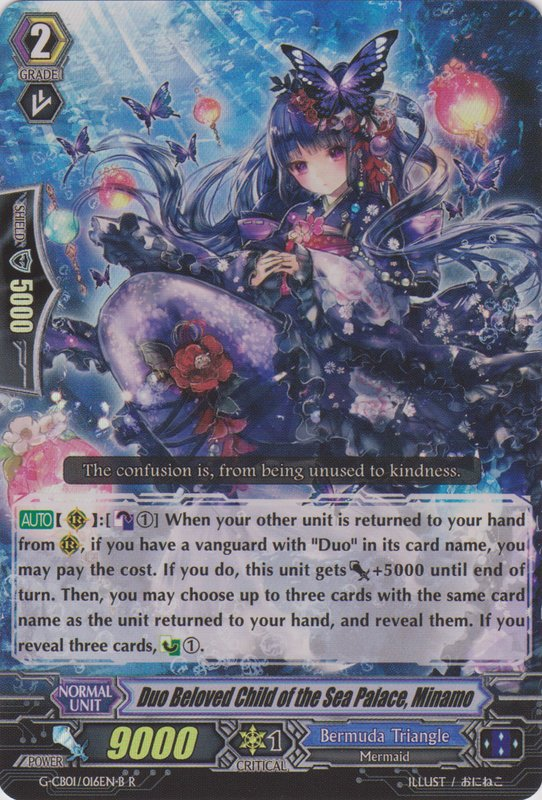 2
GRADE
SHIELD
5000
The confusion is, from being unused to kindness.
AUTO【R】:[①] When your other unit is returned to your hand
from R, if you have a vanguard with "Duo" in its card name, you
may pay the cost. If you do, this unit gets +5000 until end of
turn. Then, you may choose up to three cards with the same card
name as the unit returned to your hand, and reveal them. If you
reveal three cards, ①.
NORMAL
UNIT
Duo Beloved Child of the Sea Palace, Minamo
POWER
9000
1
CRITICAL
Bermuda Triangle
Mermaid
G-CB01/016EN-B R
ILLUST / おにねこ